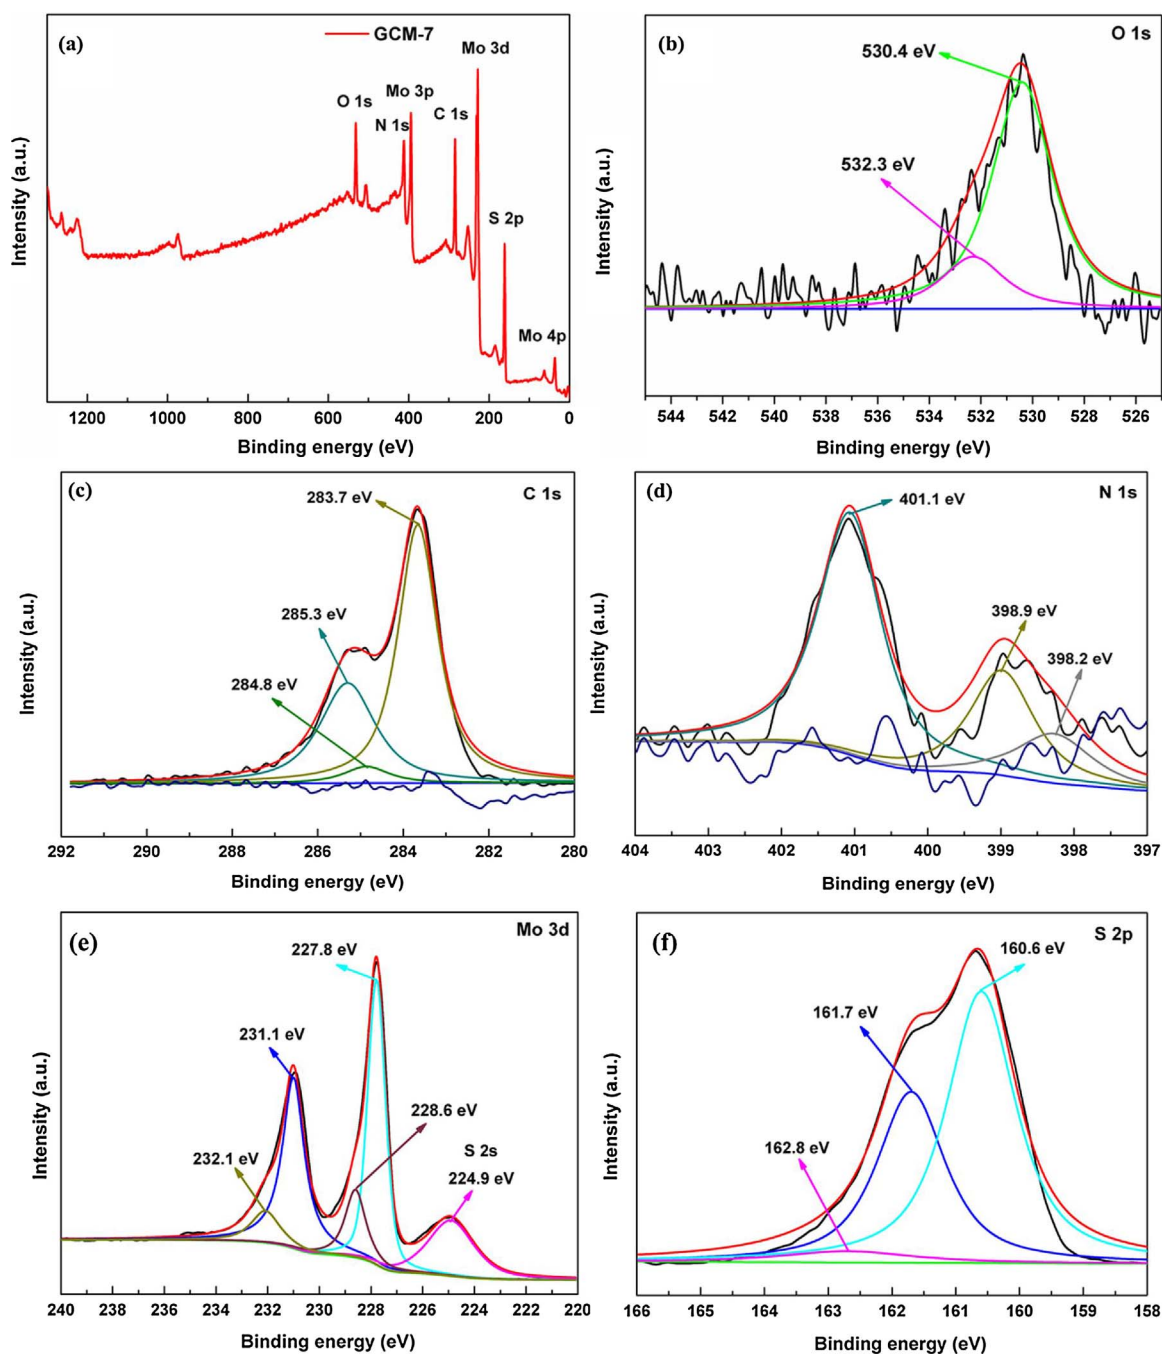 (a)
GCM-7
Mo 3d
O 1s
Mo 3p
N 1s
C 1s
S 2p
Mo 4p
Intensity (a.u.)
1200 1000 800 600 400 200 0
Binding energy (eV)
(b)
O 1s
530.4 eV
532.3 eV
Intensity (a.u.)
544 542 540 538 536 534 532 530 528 526
Binding energy (eV)
(c)
C 1s
283.7 eV
285.3 eV
284.8 eV
Intensity (a.u.)
292 290 288 286 284 282 280
Binding energy (eV)
(d)
N 1s
401.1 eV
398.9 eV
398.2 eV
Intensity (a.u.)
404 403 402 401 400 399 398 397
Binding energy (eV)
(e)
Mo 3d
227.8 eV
231.1 eV
228.6 eV
232.1 eV
S 2s
224.9 eV
Intensity (a.u.)
240 238 236 234 232 230 228 226 224 222 220
Binding energy (eV)
(f)
S 2p
160.6 eV
161.7 eV
162.8 eV
Intensity (a.u.)
166 165 164 163 162 161 160 159 158
Binding energy (eV)